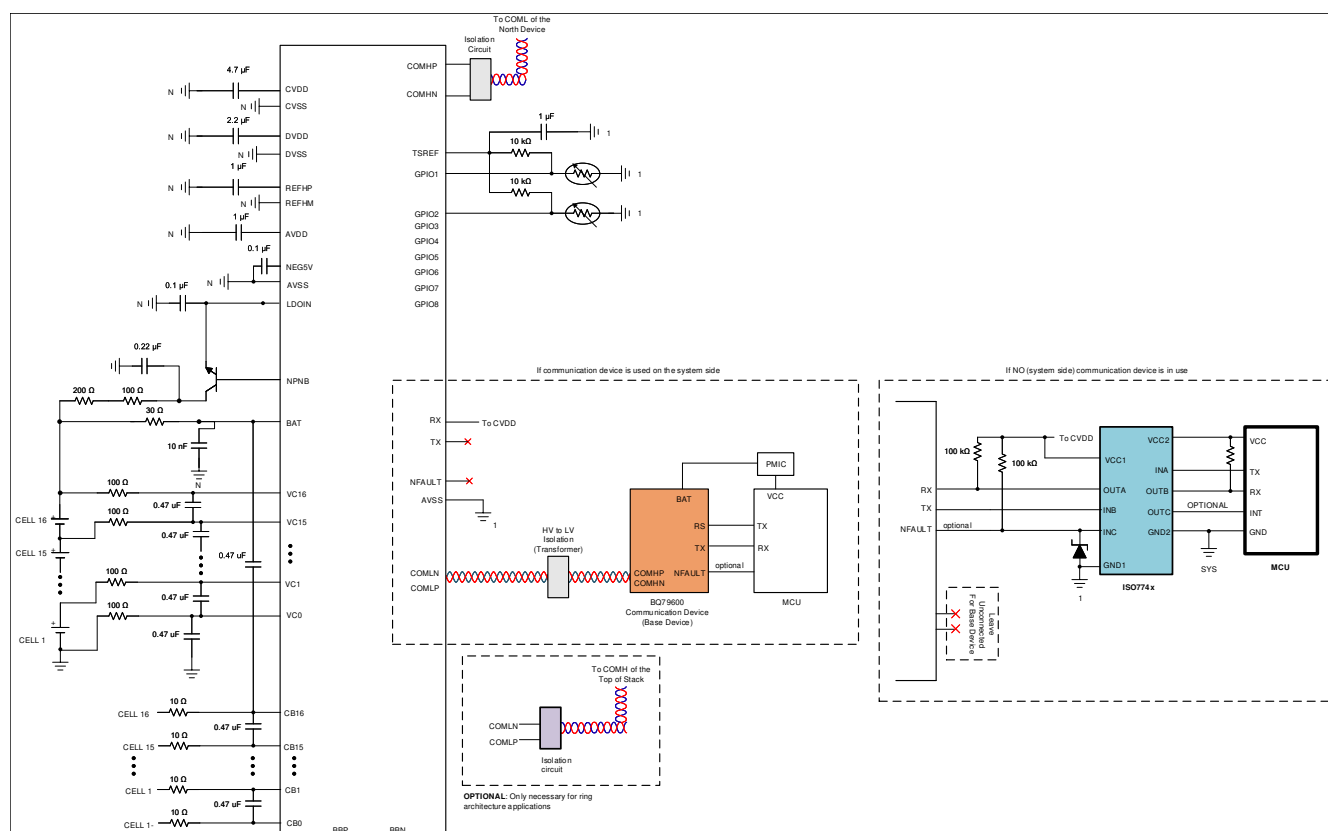 To COML of the
North Device
Isolation
Circuit
COMHP
COMHN
4.7 µF
N
CVDD
N
CVSS
2.2 µF
N
DVDD
N
DVSS
1 µF
N
REFHP
N
REFHM
1 µF
N
AVDD
0.1 µF
NEG5V
N
AVSS
0.1 µF
N
LDOIN
0.22 µF
NPNB
200 Ω
100 Ω
30 Ω
BAT
10 nF
N
100 Ω
VC16
0.47 uF
100 Ω
VC15
CELL 16
+
0.47 uF
CELL 15
+
0.47 uF
100 Ω
VC1
0.47 uF
100 Ω
VC0
+
CELL 1
0.47 uF
10 Ω
CELL 16
CB16
0.47 uF
10 Ω
CELL 15
CB15
10 Ω
CELL 1
CB1
0.47 uF
10 Ω
CELL 1-
CB0
BBP
BBN
1 µF
1
TSREF
10 kΩ
GPIO1
1
10 kΩ
GPIO2
1
GPIO3
GPIO4
GPIO5
GPIO6
GPIO7
GPIO8
If communication device is used on the system side
RX
To CVDD
TX
NFAULT
AVSS
1
PMIC
BAT
VCC
RS
TX
TX
RX
NFAULT
optional
COMHP
COMHN
HV to LV
Isolation
(Transformer)
COMLN
COMLP
BQ79600
Communication Device
(Base Device)
MCU
To COMH of the
Top of Stack
COMLN
COMLP
Isolation
circuit
OPTIONAL: Only necessary for ring
architecture applications
If NO (system side) communication device is in use
To CVDD
100 kΩ
100 kΩ
RX
TX
NFAULT
optional
VCC1
OUTA
INB
INC
GND1
VCC2
INA
OUTB
OUTC
GND2
ISO774x
OPTIONAL
SYS
1
VCC
TX
RX
INT
GND
MCU
Leave
Unconnected
For Base Device